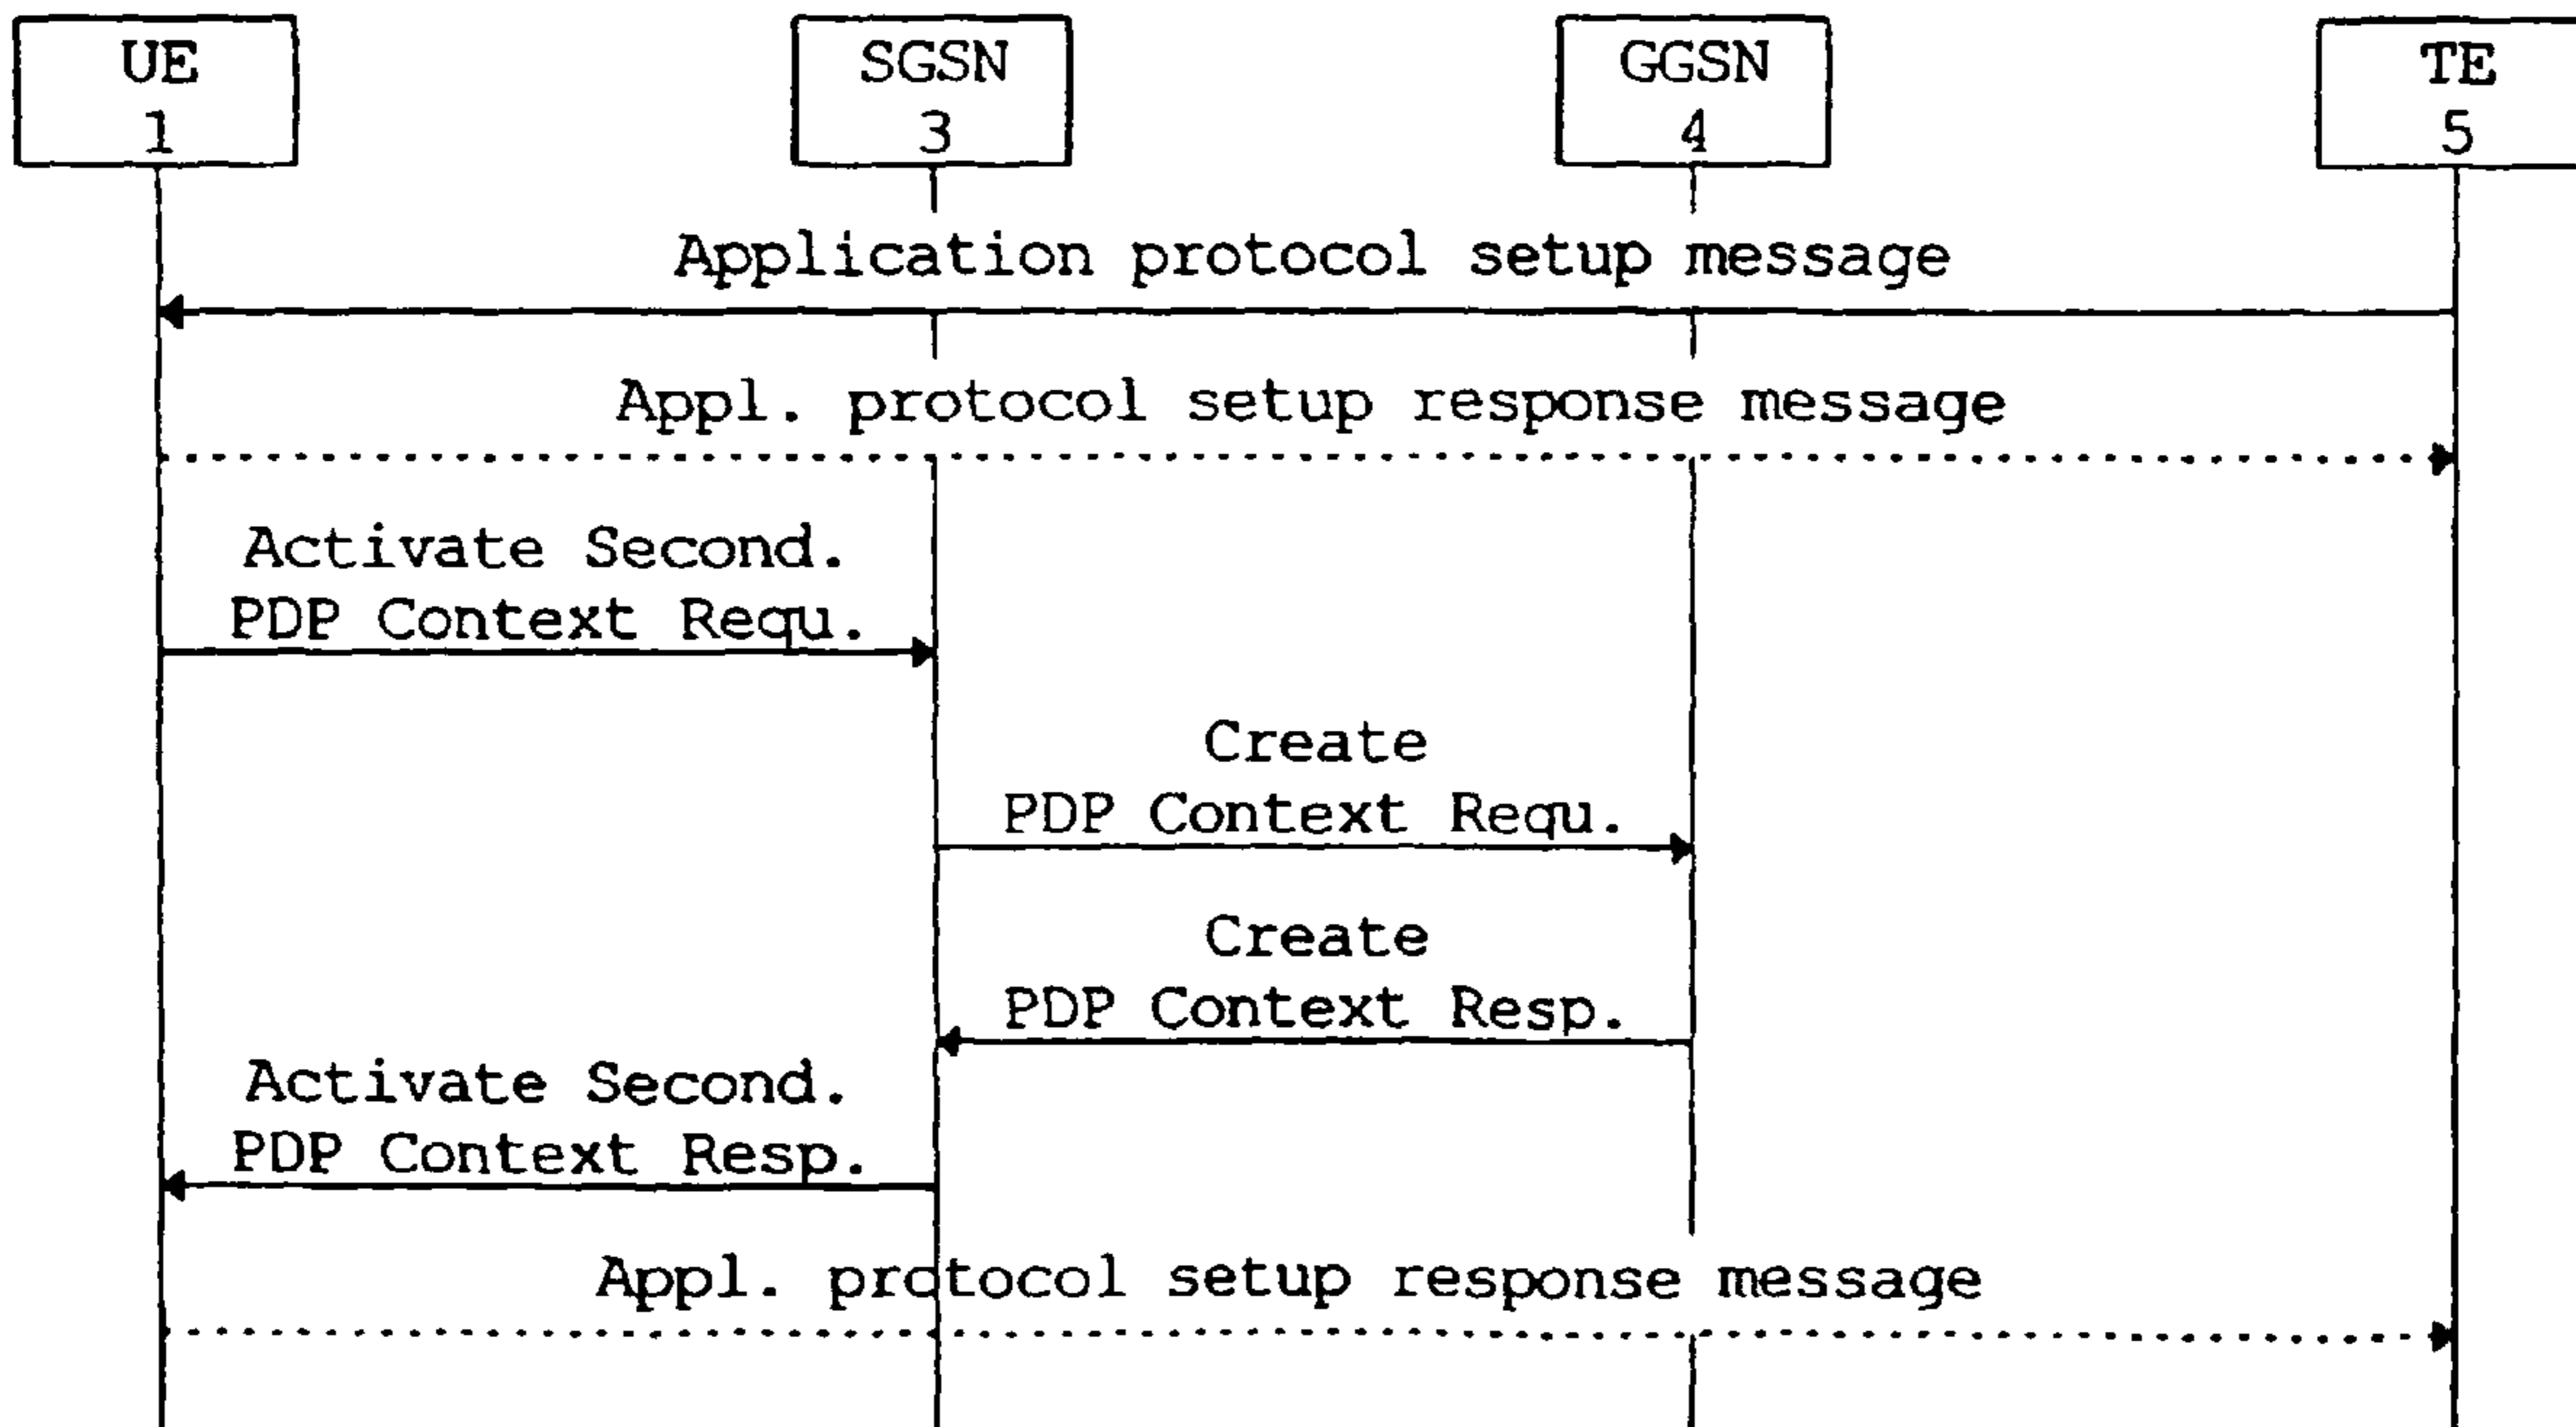 UE
1
SGSN
3
GGSN
4
TE
5
Application protocol setup message
Appl. protocol setup response message
Activate Second.
PDP Context Requ.
Create
PDP Context Requ.
Create
PDP Context Resp.
Activate Second.
PDP Context Resp.
Appl. protocol setup response message